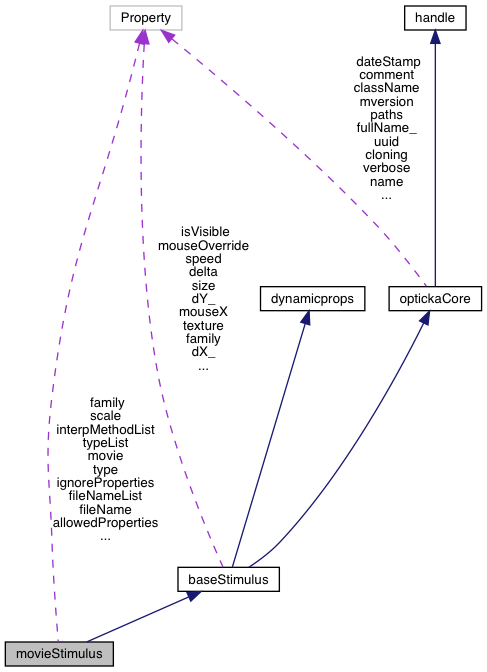 Property
handle
dateStamp
comment
className
mversion
paths
fullName_
uuid
cloning
verbose
name
...
isVisible
mouseOverride
speed
delta
size
dY_
mouseX
texture
family
dX_
...
dynamicprops
optickaCore
family
scale
interpMethodList
typeList
movie
type
ignoreProperties
fileNameList
fileName
allowedProperties
...
baseStimulus
movieStimulus